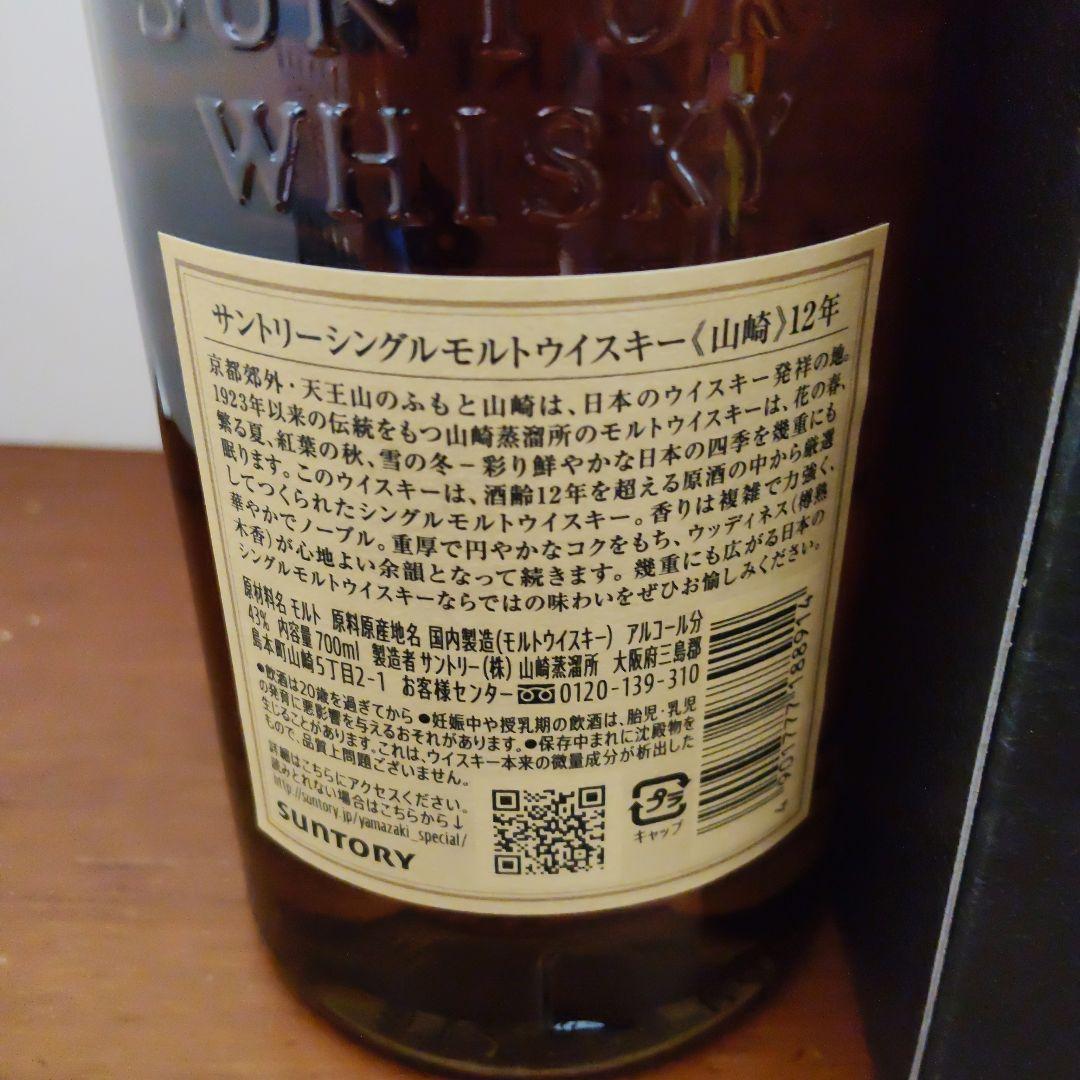 SUNTORY
WHISKY
サントリーシングルモルトウイスキー《山崎》12年
京都郊外・天王山のふもと山崎は、日本のウイスキー発祥の地。
1923年以来の伝統をもつ山崎蒸溜所のモルトウイスキーは、花の春、
繁る夏、紅葉の秋、雪の冬−彩り鮮やかな日本の四季を幾重にも
眠ります。このウイスキーは、酒齢12年を超える原酒の中から厳選
してつくられたシングルモルトウイスキー。香りは複雑で力強く、
華やかでノーブル。重厚で円やかなコクをもち、ウッディネス(樽熟
木香)が心地よい余韻となって続きます。幾重にも広がる日本の
シングルモルトウイスキーならではの味わいをぜひお愉しみください。
原材料名 モルト 原料原産地名 国内製造(モルトウイスキー) アルコール分
43% 内容量700ml 製造者 サントリー(株) 山崎蒸溜所 大阪府三島郡
島本町山崎5丁目2-1 お客様センター 0120-139-310
●飲酒は20歳を過ぎてから ●妊娠中や授乳期の飲酒は、胎児・乳児
の発育に悪影響を与えるおそれがあります。●保存中まれに沈殿物を
生じることがあります。これは、ウイスキー本来の微量成分が析出した
もので、品質上問題ございません。
詳細はこちらにアクセスください。
読みとれない場合はこちらから↓
http://suntory.jp/yamazaki_special/
SUNTORY
プラ
キャップ
4901777188914